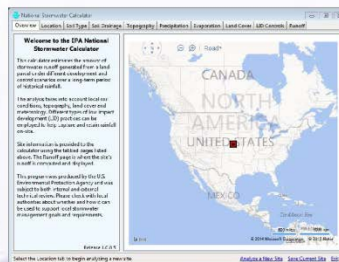 National Stormwater Calculator
Overview Location Soil Type Soil Drainage Topography Precipitation Evaporation Land Cover LID Controls Runoff
Welcome to the EPA National
Stormwater Calculator
This calculator estimates the amount of
stormwater runoff generated from a land
parcel under different development and
control scenarios over a long-term period
of historical rainfall.
The analysis takes into account local soil
conditions, topography, land cover and
meteorology. Different types of low impact
development (LID) practices can be
employed to help capture and retain rainfall
on-site.
Site information is provided to the
calculator using the tabbed pages listed
above. The Runoff page is where the site's
runoff is computed and displayed.
This program was produced by the U.S.
Environmental Protection Agency and was
subject to both internal and external
technical review. Please check with local
authorities about whether and how it can
be used to support local stormwater
management goals and requirements.
Road
CANADA
NORTH
AMERICA
UNITED STATES
MEXICO
Caribbean Sea
Select the Location tab to begin analyzing a new site.
Analyze a New Site Save Current Site Exit